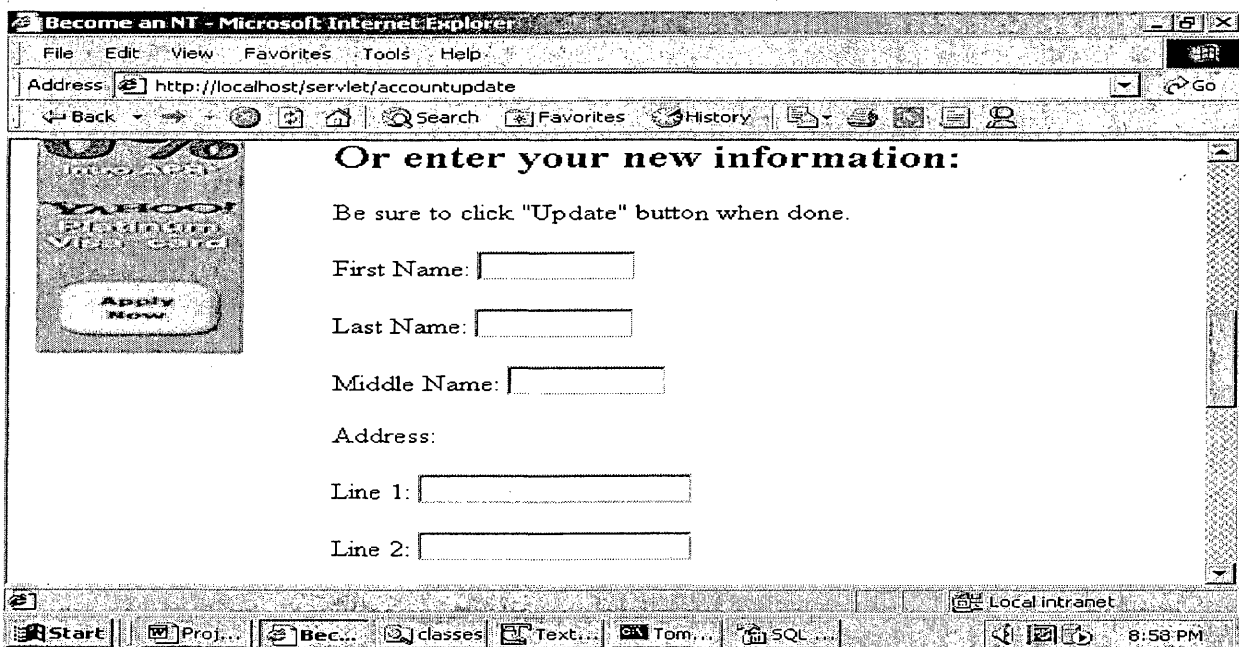 Become an NT - Microsoft Internet Explorer
File Edit View Favorites Tools Help
Address http://localhost/servlet/accountupdate Go
Back Search Favorites History
0%
Intro APR*
YAHOO!
Platinum
Visa card
Apply
Now
Or enter your new information:
Be sure to click "Update" button when done.
First Name:
Last Name:
Middle Name:
Address:
Line 1:
Line 2:
Local intranet
Start Proj... Bec... classes Text... Tom... SQL ... 8:58 PM